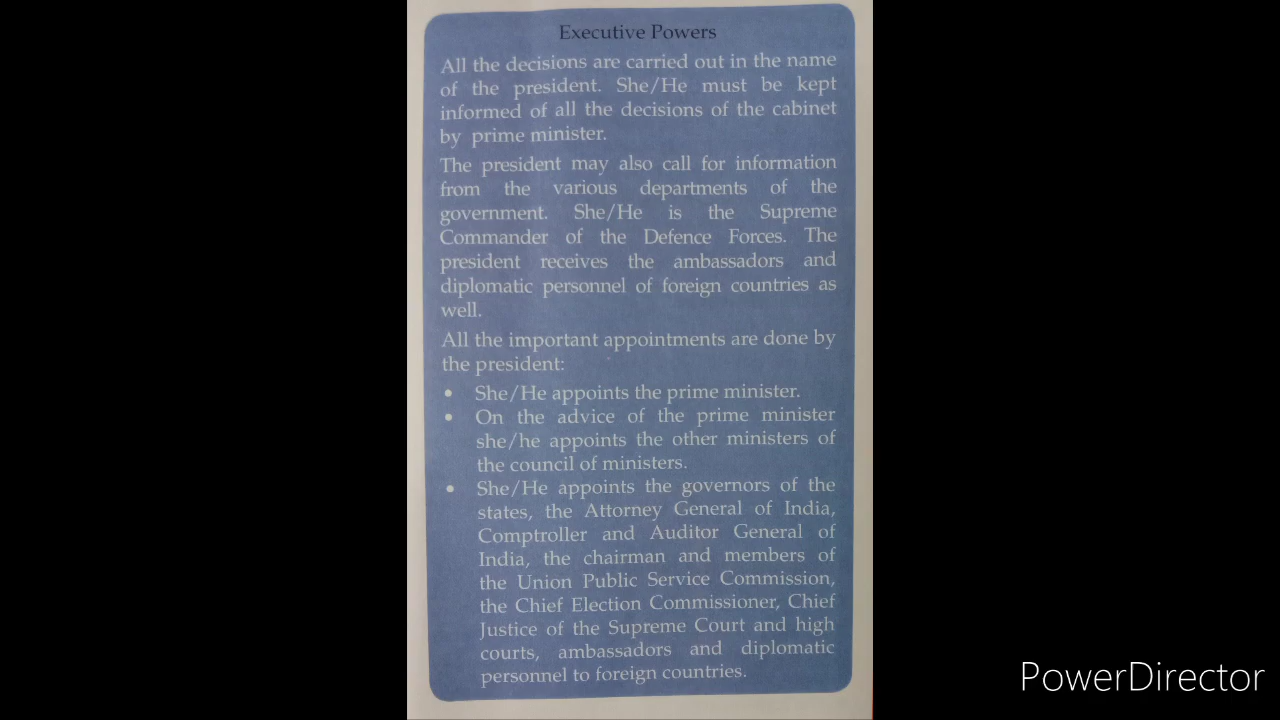 Executive Powers
All the decisions are carried out in the name
of the president. She/He must be kept
informed of all the decisions of the cabinet
by prime minister.
The president may also call for information
from the various departments of the
government. She/He is the Supreme
Commander of the Defence Forces. The
president receives the ambassadors and
diplomatic personnel of foreign countries as
well.
All the important appointments are done by
the president:
• She/He appoints the prime minister.
• On the advice of the prime minister
she/he appoints the other ministers of
the council of ministers.
• She/He appoints the governors of the
states, the Attorney General of India,
Comptroller and Auditor General of
India, the chairman and members of
the Union Public Service Commission,
the Chief Election Commissioner, Chief
Justice of the Supreme Court and high
courts, ambassadors and diplomatic
personnel to foreign countries.
PowerDirector